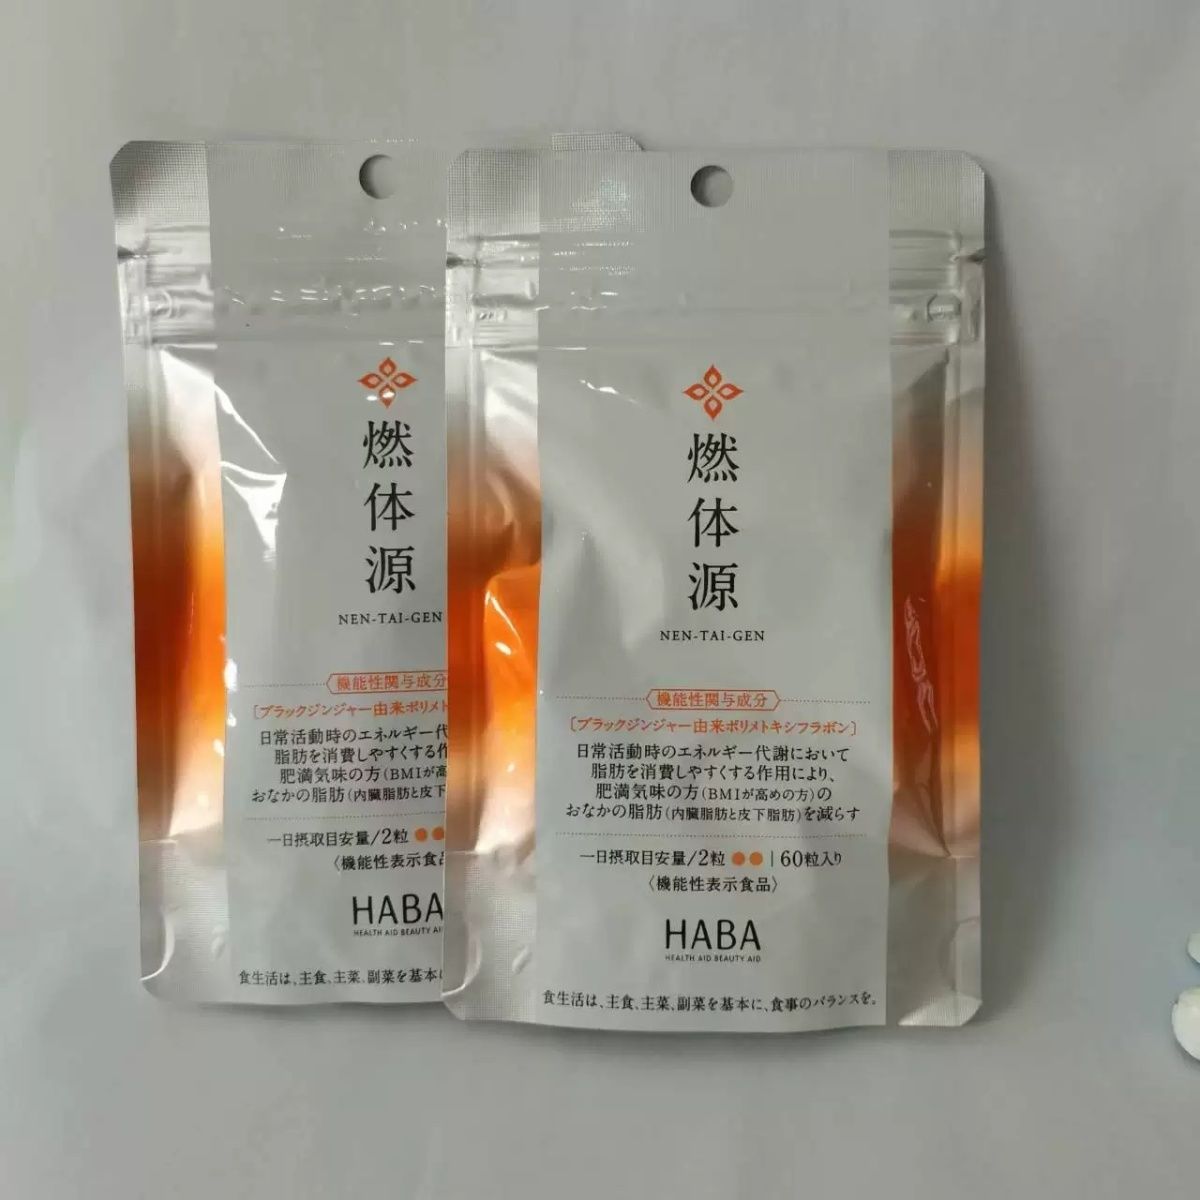 燃体源
NEN-TAI-GEN
機能性関与成分
〔ブラックジンジャー由来ポリメト
日常活動時のエネルギー代
脂肪を消費しやすくする作
肥満気味の方(BMIが高
おなかの脂肪(内臓脂肪と皮下
一日摂取目安量/2粒
〈機能性表示食品
HABA
HEALTH AID BEAUTY AI
食生活は、主食、主菜、副菜を基本に
燃体源
NEN-TAI-GEN
機能性関与成分
〔ブラックジンジャー由来ポリメトキシフラボン〕
日常活動時のエネルギー代謝において
脂肪を消費しやすくする作用により、
肥満気味の方(BMIが高めの方)の
おなかの脂肪(内臓脂肪と皮下脂肪)を減らす
一日摂取目安量/2粒 ●●|60粒入り
〈機能性表示食品〉
HABA
HEALTH AID BEAUTY AID
食生活は、主食、主菜、副菜を基本に、食事のバランスを。